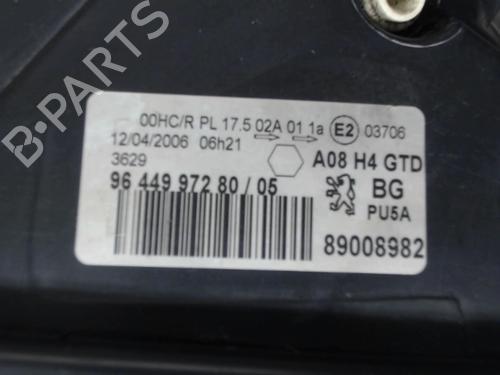 00HC/R PL 17.5 02A 01 1a E2 03706
12/04/2006 06h21
3629
A08 H4 GTD
96 449 972 80 / 05
BG
PU5A
89008982
B-Parts